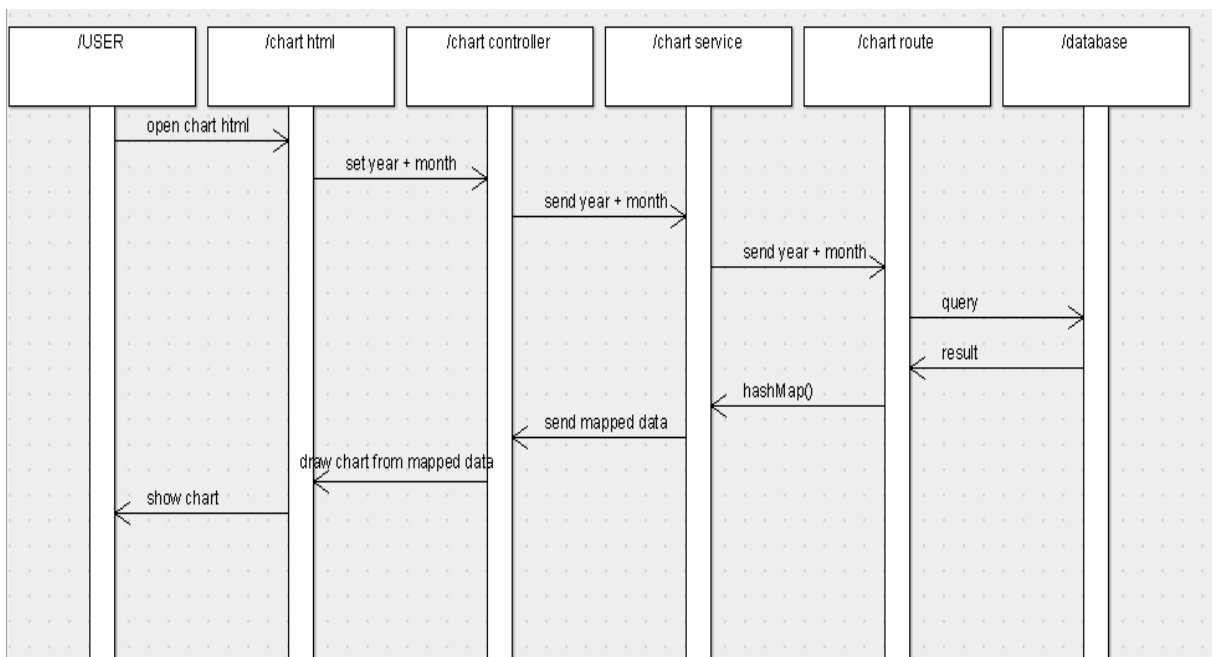 /USER
/chart html
/chart controller
/chart service
/chart route
/database
open chart html
set year + month
send year + month
send year + month
query
result
hashMap()
send mapped data
draw chart from mapped data
show chart